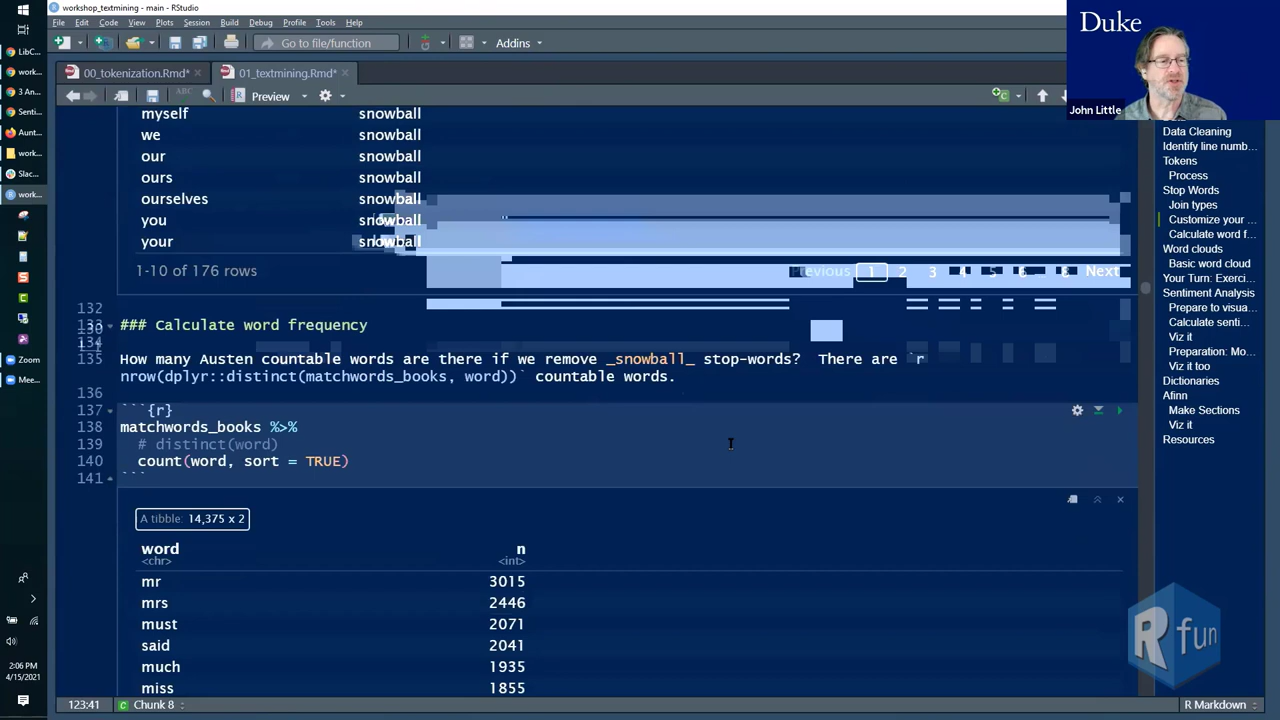 workshop_textmining - main - RStudio
File Edit Code View Plots Session Build Debug Profile Tools Help
Go to file/function
Addins
Duke
John Little
00_tokenization.Rmd*
01_textmining.Rmd*
ABC
Preview
LibC
work...
3 An
Senti
Aunt
work...
Slac...
work...
Zoom
Mee...
2:06 PM
4/15/2021
myself snowball
we snowball
our snowball
ours snowball
ourselves snowball
you snowball
your snowball
1-10 of 176 rows
Previous 1 2 3 4 5 6 8 Next
132
133 ### Calculate word frequency
134
135 How many Austen countable words are there if we remove _snowball_ stop-words? There are `r
nrow(dplyr::distinct(matchwords_books, word))` countable words.
136
137 ```{r}
138 matchwords_books %>%
139 # distinct(word)
140 count(word, sort = TRUE)
141 ```
A tibble: 14,375 x 2
word n
<chr> <int>
mr 3015
mrs 2446
must 2071
said 2041
much 1935
miss 1855
Data Cleaning
Identify line numb...
Tokens
Process
Stop Words
Join types
Customize your ...
Calculate word f...
Word clouds
Basic word cloud
Your Turn: Exerci...
Sentiment Analysis
Prepare to visua...
Calculate senti...
Viz it
Preparation: Mo...
Viz it too
Dictionaries
Afinn
Make Sections
Viz it
Resources
R fun
123:41
Chunk 8
R Markdown